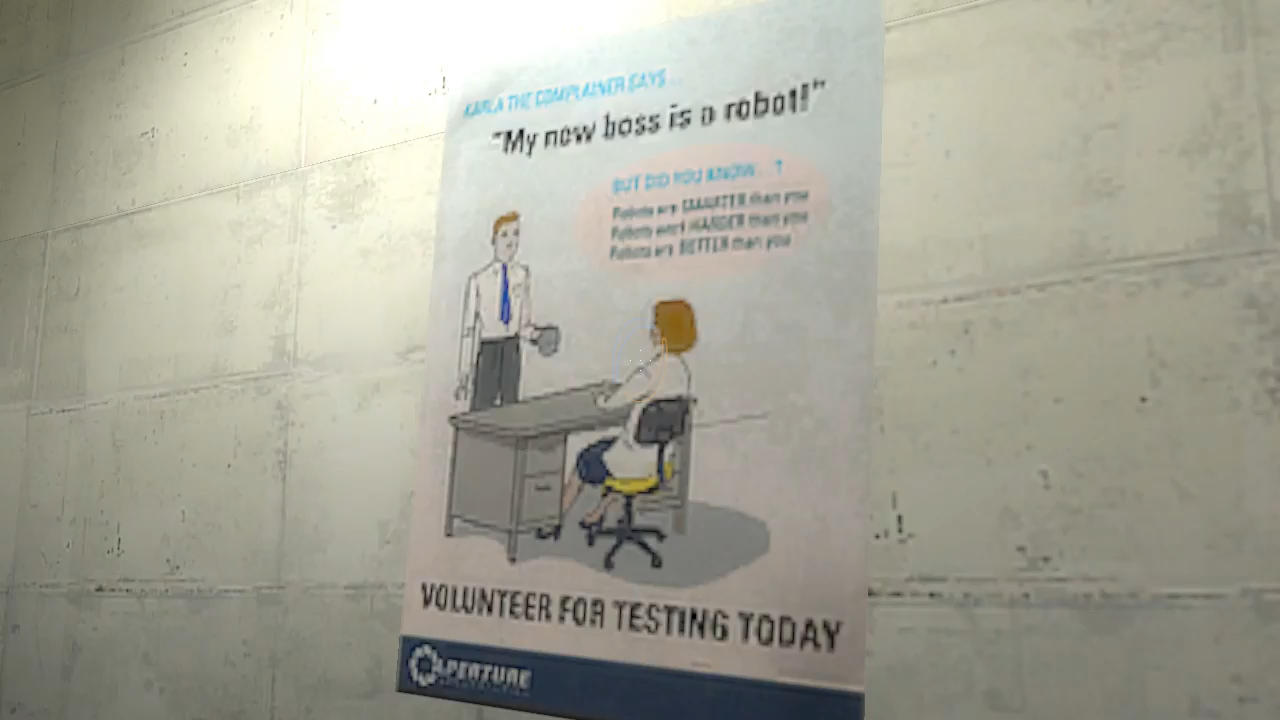 KARLA THE COMPLAINER SAYS...
"My new boss is a robot!"
BUT DID YOU KNOW...?
Robots are SMARTER than you
Robots work HARDER than you
Robots are BETTER than you
VOLUNTEER FOR TESTING TODAY
APERTURE